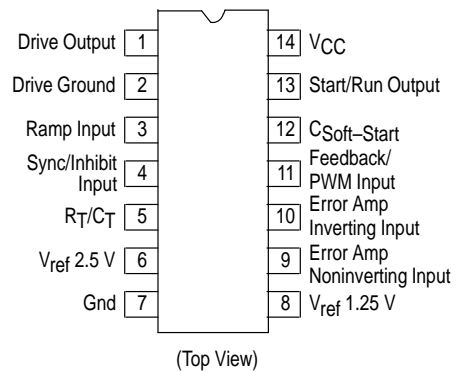 Drive Output 1
14 VCC
Drive Ground 2
13 Start/Run Output
Ramp Input 3
12 CSoft–Start
Sync/Inhibit
Input 4
11 Feedback/
PWM Input
RT/CT 5
10 Error Amp
Inverting Input
Vref 2.5 V 6
9 Error Amp
Noninverting Input
Gnd 7
8 Vref 1.25 V
(Top View)